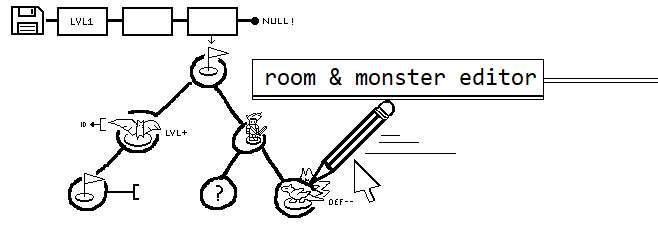 LVL1
NULL!
room & monster editor
ID
LVL+
?
DEF--